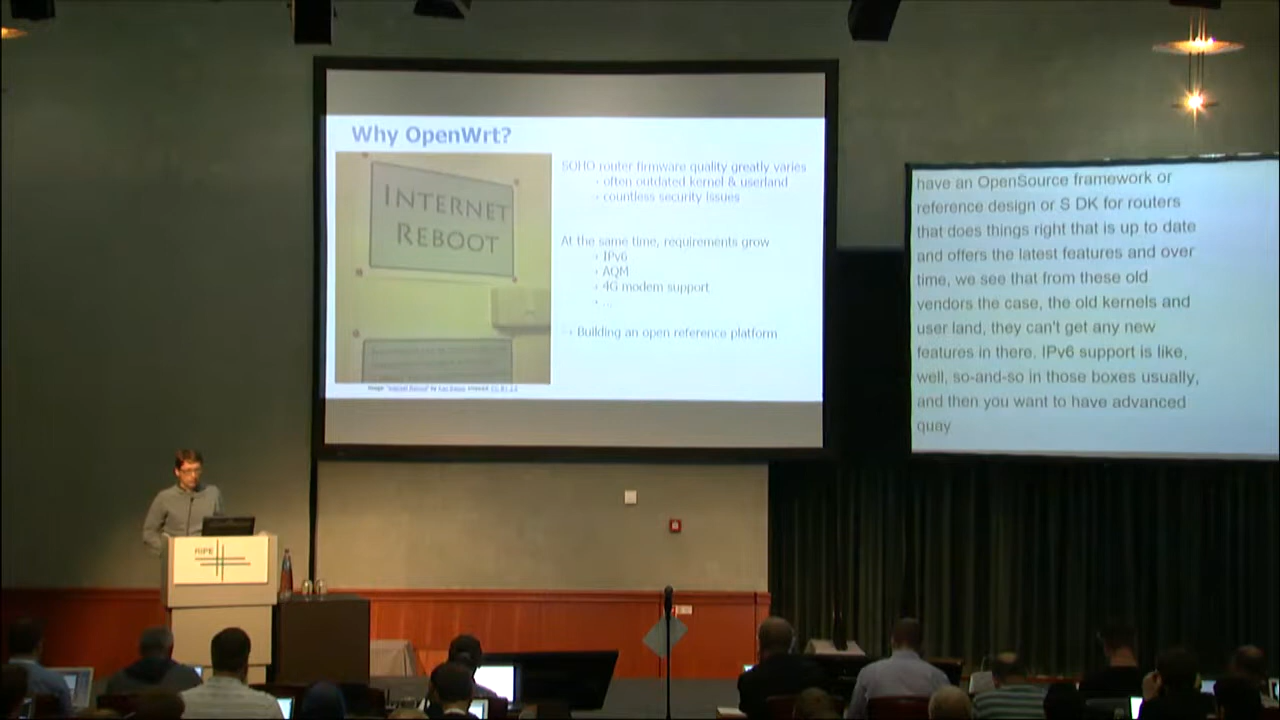 Why OpenWrt?
INTERNET
REBOOT
SOHO router firmware quality greatly varies
• often outdated kernel & userland
• countless security issues
At the same time, requirements grow
• IPv6
• AQM
• 4G modem support
• ...
Building an open reference platform
have an OpenSource framework or
reference design or S DK for routers
that does things right that is up to date
and offers the latest features and over
time, we see that from these old
vendors the case, the old kernels and
user land, they can't get any new
features in there. IPv6 support is like,
well, so-and-so in those boxes usually,
and then you want to have advanced
quay
RIPE